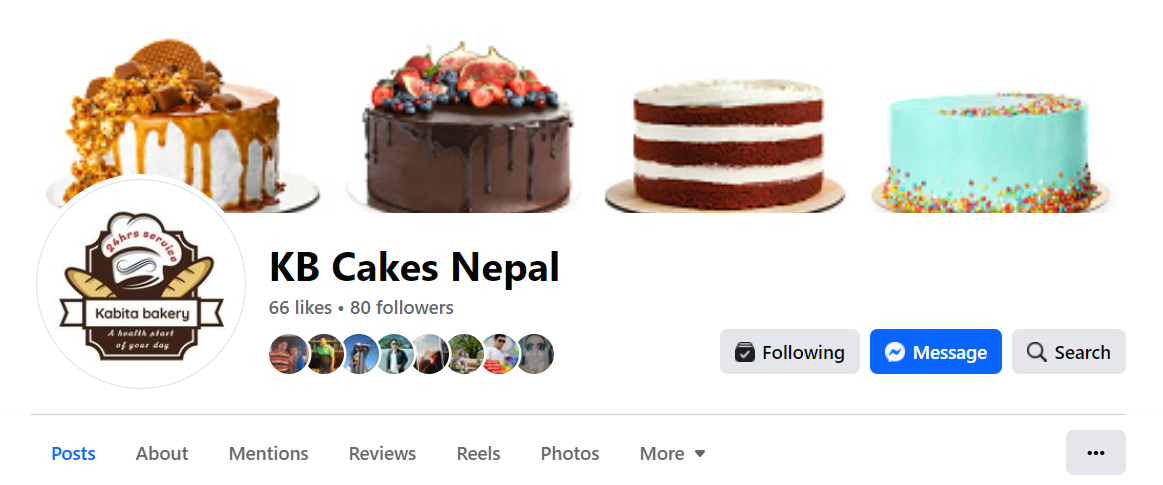 24hrs service
Kabita bakery
A health start
of your day
KB Cakes Nepal
66 likes • 80 followers
Following
Message
Search
Posts
About
Mentions
Reviews
Reels
Photos
More